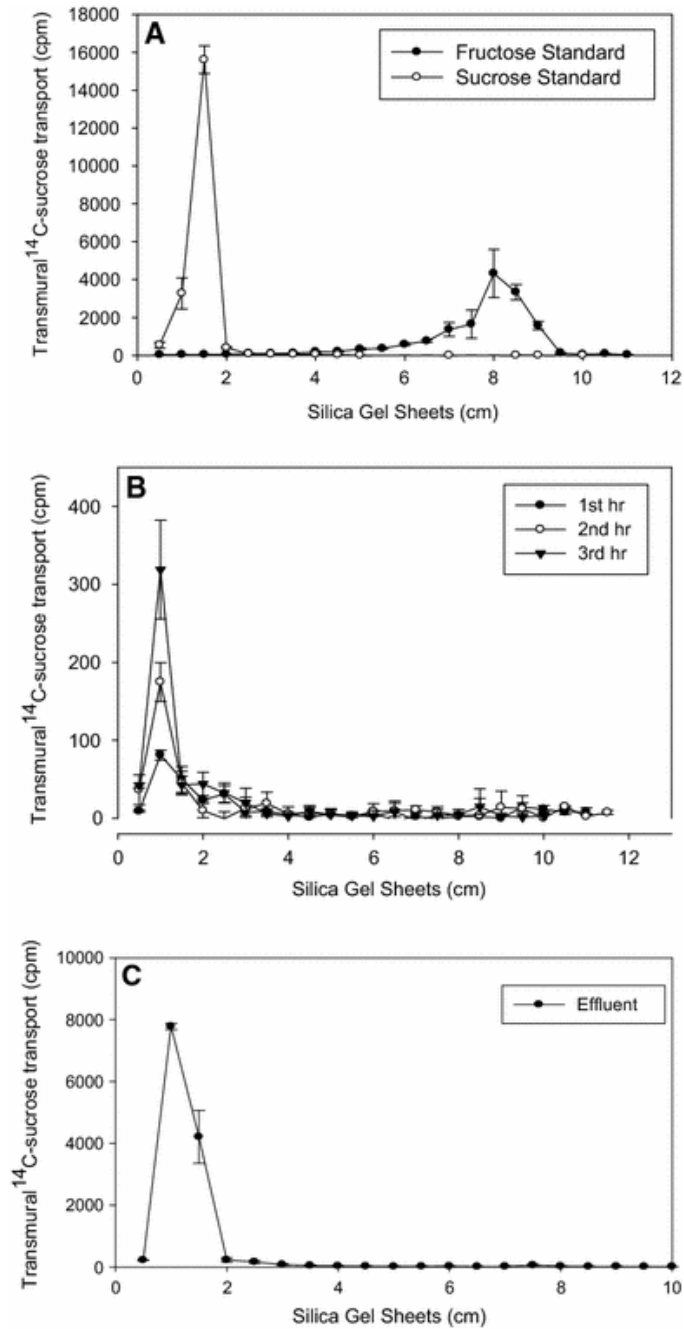 A
18000
16000
14000
12000
10000
8000
6000
4000
2000
0
Transmural 14C-sucrose transport (cpm)
Fructose Standard
Sucrose Standard
0 2 4 6 8 10 12
Silica Gel Sheets (cm)
B
400
300
200
100
0
Transmural 14C-sucrose transport (cpm)
1st hr
2nd hr
3rd hr
0 2 4 6 8 10 12
Silica Gel Sheets (cm)
C
10000
8000
6000
4000
2000
0
Transmural 14C-sucrose transport (cpm)
Effluent
0 2 4 6 8 10
Silica Gel Sheets (cm)